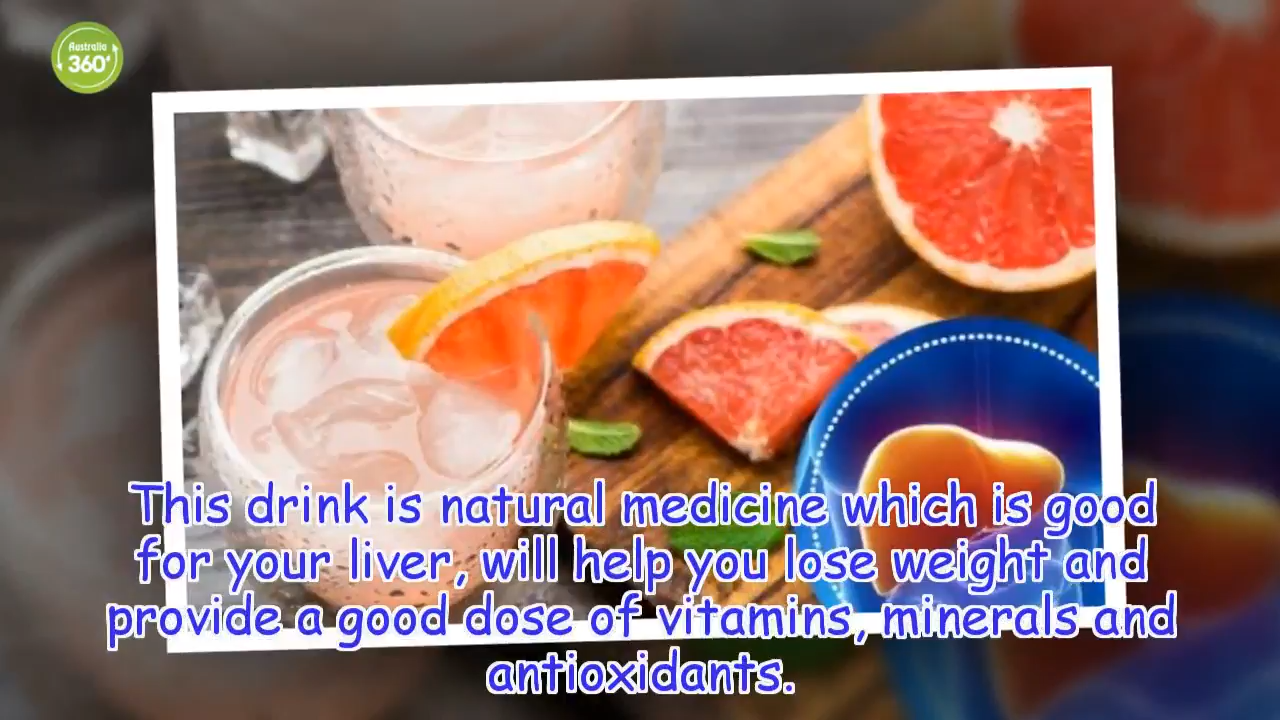 Australia
360°
This drink is natural medicine which is good
for your liver, will help you lose weight and
provide a good dose of vitamins, minerals and
antioxidants.